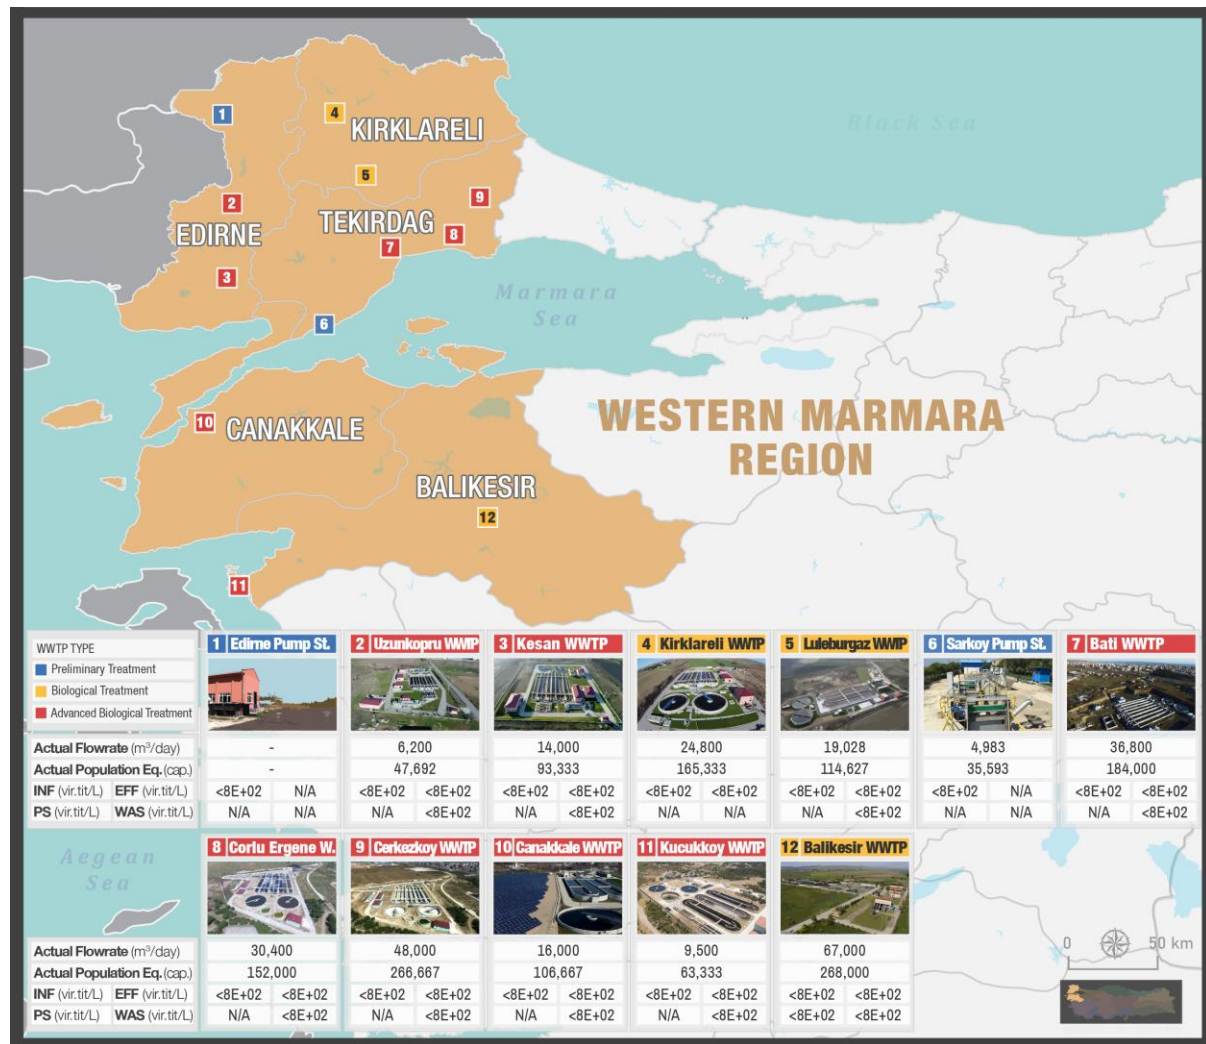 Black Sea
1
4
KIRKLARELI
5
2
9
EDIRNE
TEKIRDAG
8
7
3
Marmara
Sea
6
10
CANAKKALE
WESTERN MARMARA
REGION
BALIKESIR
12
11
WWTP TYPE
Preliminary Treatment
Biological Treatment
Advanced Biological Treatment
1 Edirne Pump St. 2 Uzunkopru WWTP 3 Kesan WWTP 4 Kirklareli WWTP 5 Luleburgaz WWTP 6 Sarkoy Pump St. 7 Bati WWTP
Actual Flowrate (m³/day) - 6,200 14,000 24,800 19,028 4,983 36,800
Actual Population Eq. (cap.) - 47,692 93,333 165,333 114,627 35,593 184,000
INF (vir.tit/L) EFF (vir.tit/L) <8E+02 N/A <8E+02 <8E+02 <8E+02 <8E+02 <8E+02 <8E+02 <8E+02 <8E+02 <8E+02 N/A <8E+02 <8E+02
PS (vir.tit/L) WAS (vir.tit/L) N/A N/A N/A <8E+02 N/A <8E+02 N/A N/A N/A <8E+02 N/A N/A N/A <8E+02
Aegean
Sea
8 Corlu Ergene W. 9 Cerkezkoy WWTP 10 Canakkale WWTP 11 Kucukkoy WWTP 12 Balikesir WWTP
Actual Flowrate (m³/day) 30,400 48,000 16,000 9,500 67,000
Actual Population Eq. (cap.) 152,000 266,667 106,667 63,333 268,000
INF (vir.tit/L) EFF (vir.tit/L) <8E+02 <8E+02 <8E+02 <8E+02 <8E+02 <8E+02 <8E+02 <8E+02 <8E+02 <8E+02
PS (vir.tit/L) WAS (vir.tit/L) N/A <8E+02 N/A <8E+02 N/A <8E+02 N/A <8E+02 <8E+02 <8E+02
0 50 km